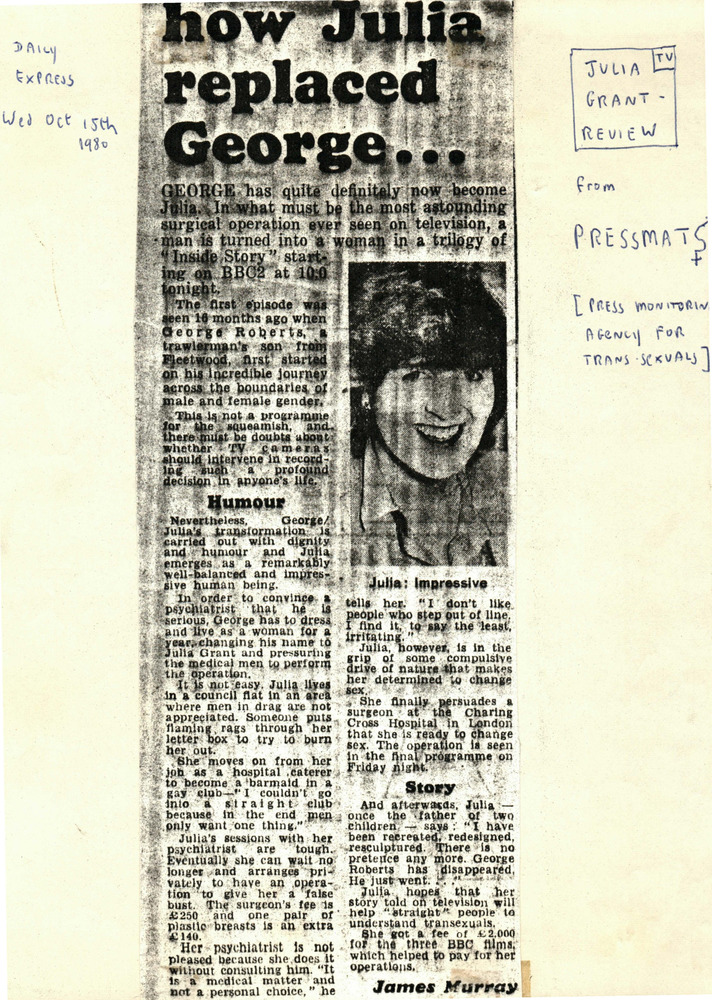 DAILY
EXPRESS
Wed Oct 15th
1980
how Julia
replaced
George...
GEORGE has quite definitely now become
Julia. In what must be the most astounding
surgical operation ever seen on television, a
man is turned into a woman in a trilogy of
"Inside Story" start-
ing on BBC2 at 10.0
tonight.
The first episode was
seen 16 months ago when
George Roberts, a
trawlerman's son from
Fleetwood, first started
on his incredible journey
across the boundaries of
male and female gender.
This is not a programme
for the squeamish, and
there must be doubts about
whether TV cameras
should intervene in record-
ing such a profound
decision in anyone's life.
Humour
Nevertheless, George/
Julia's transformation is
carried out with dignity
and humour and Julia
emerges as a remarkably
well-balanced and impres-
sive human being.
In order to convince a
psychiatrist that he is
serious, George has to dress
and live as a woman for a
year, changing his name to
Julia Grant and pressuring
the medical men to perform
the operation.
It is not easy. Julia lives
in a council flat in an area
where men in drag are not
appreciated. Someone puts
flaming rags through her
letter box to try to burn
her out.
She moves on from her
job as a hospital caterer
to become a barmaid in a
gay club—"I couldn't go
into a straight club
because in the end men
only want one thing."
Julia's sessions with her
psychiatrist are tough.
Eventually she can wait no
longer and arranges pri-
vately to have an opera-
tion to give her a false
bust. The surgeon's fee is
£250 and one pair of
plastic breasts is an extra
£140.
Her psychiatrist is not
pleased because she does it
without consulting him. "It
is a medical matter and
not a personal choice," he
Julia: Impressive
tells her. "I don't like
people who step out of line.
I find it, to say the least,
irritating."
Julia, however, is in the
grip of some compulsive
drive of nature that makes
her determined to change
sex.
She finally persuades a
surgeon at the Charing
Cross Hospital in London
that she is ready to change
sex. The operation is seen
in the final programme on
Friday night.
Story
And afterwards, Julia —
once the father of two
children — says: "I have
been recreated, redesigned,
resculptured. There is no
pretence any more. George
Roberts has disappeared.
He just went. . ."
Julia hopes that her
story told on television will
help "straight" people to
understand transexuals.
She got a fee of £2,000
for the three BBC films,
which helped to pay for her
operations.
James Murray
JULIA TV
GRANT-
REVIEW
from
PRESSMATS
[PRESS MONITORIN
AGENCY FOR
TRANS-SEXUALS]